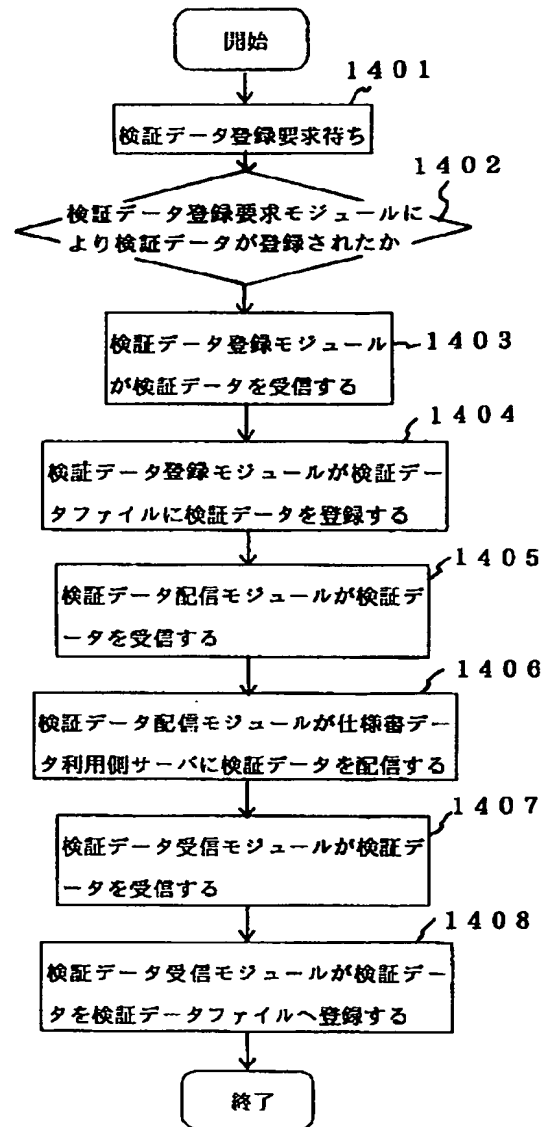 開始
1401
検証データ登録要求待ち
1402
検証データ登録要求モジュールに
より検証データが登録されたか
検証データ登録モジュール
が検証データを受信する
1403
1404
検証データ登録モジュールが検証デー
タファイルに検証データを登録する
1405
検証データ配信モジュールが検証デ
ータを受信する
1406
検証データ配信モジュールが仕様書デー
タ利用側サーバに検証データを配信する
1407
検証データ受信モジュールが検証デ
ータを受信する
1408
検証データ受信モジュールが検証デー
タを検証データファイルへ登録する
終了